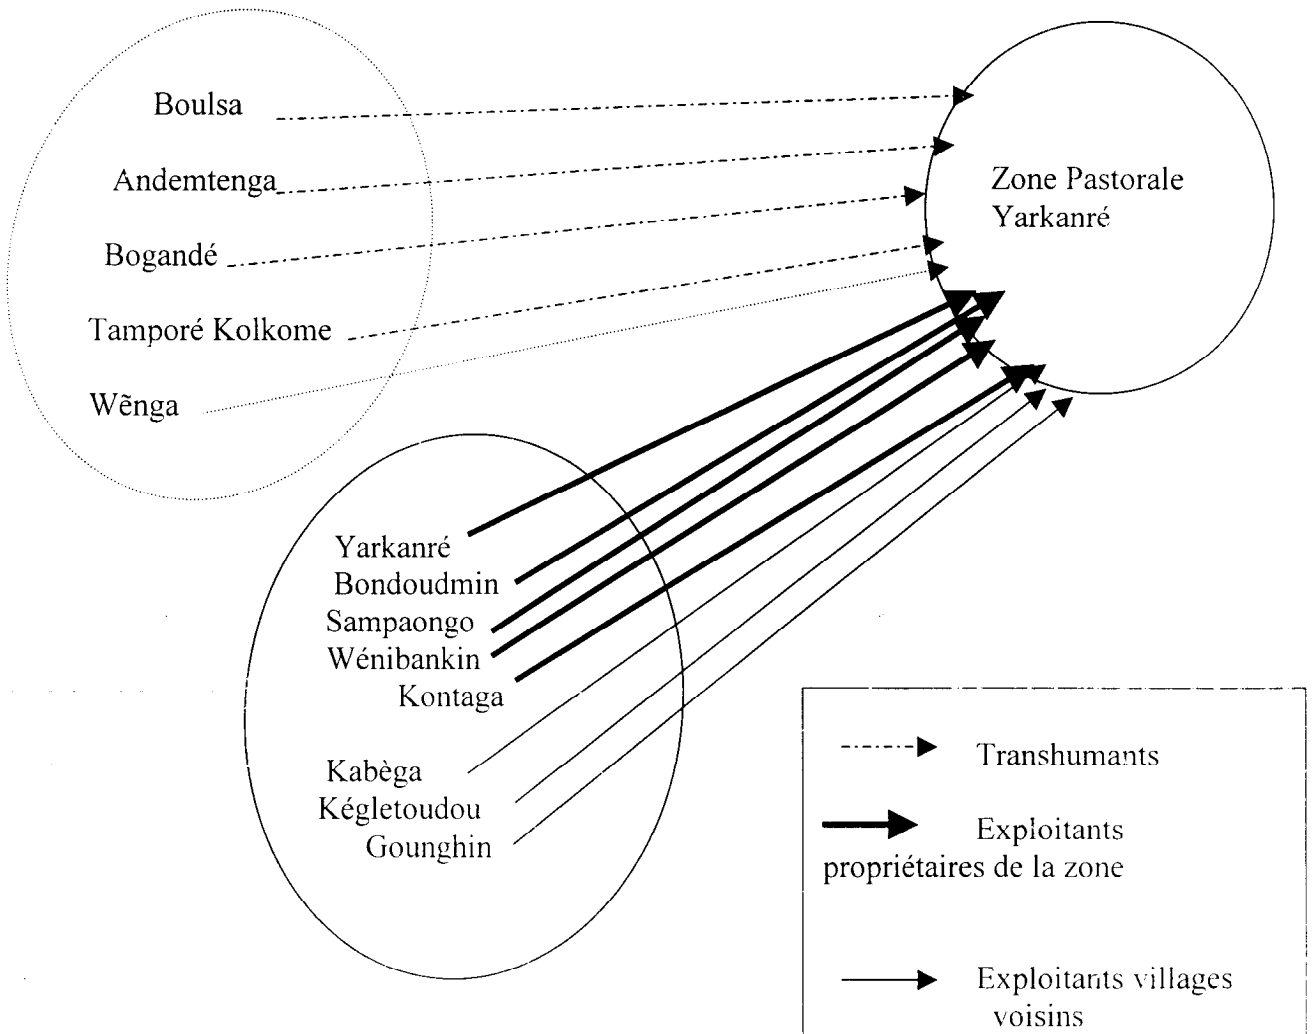 Boulsa
Andemtenga
Bogandé
Tamporé Kolkome
Wẽnga
Zone Pastorale
Yarkanré
Yarkanré
Bondoudmin
Sampaongo
Wénibankin
Kontaga
Kabèga
Kégletoudou
Gounghin
Transhumants
Exploitants
propriétaires de la zone
Exploitants villages
voisins